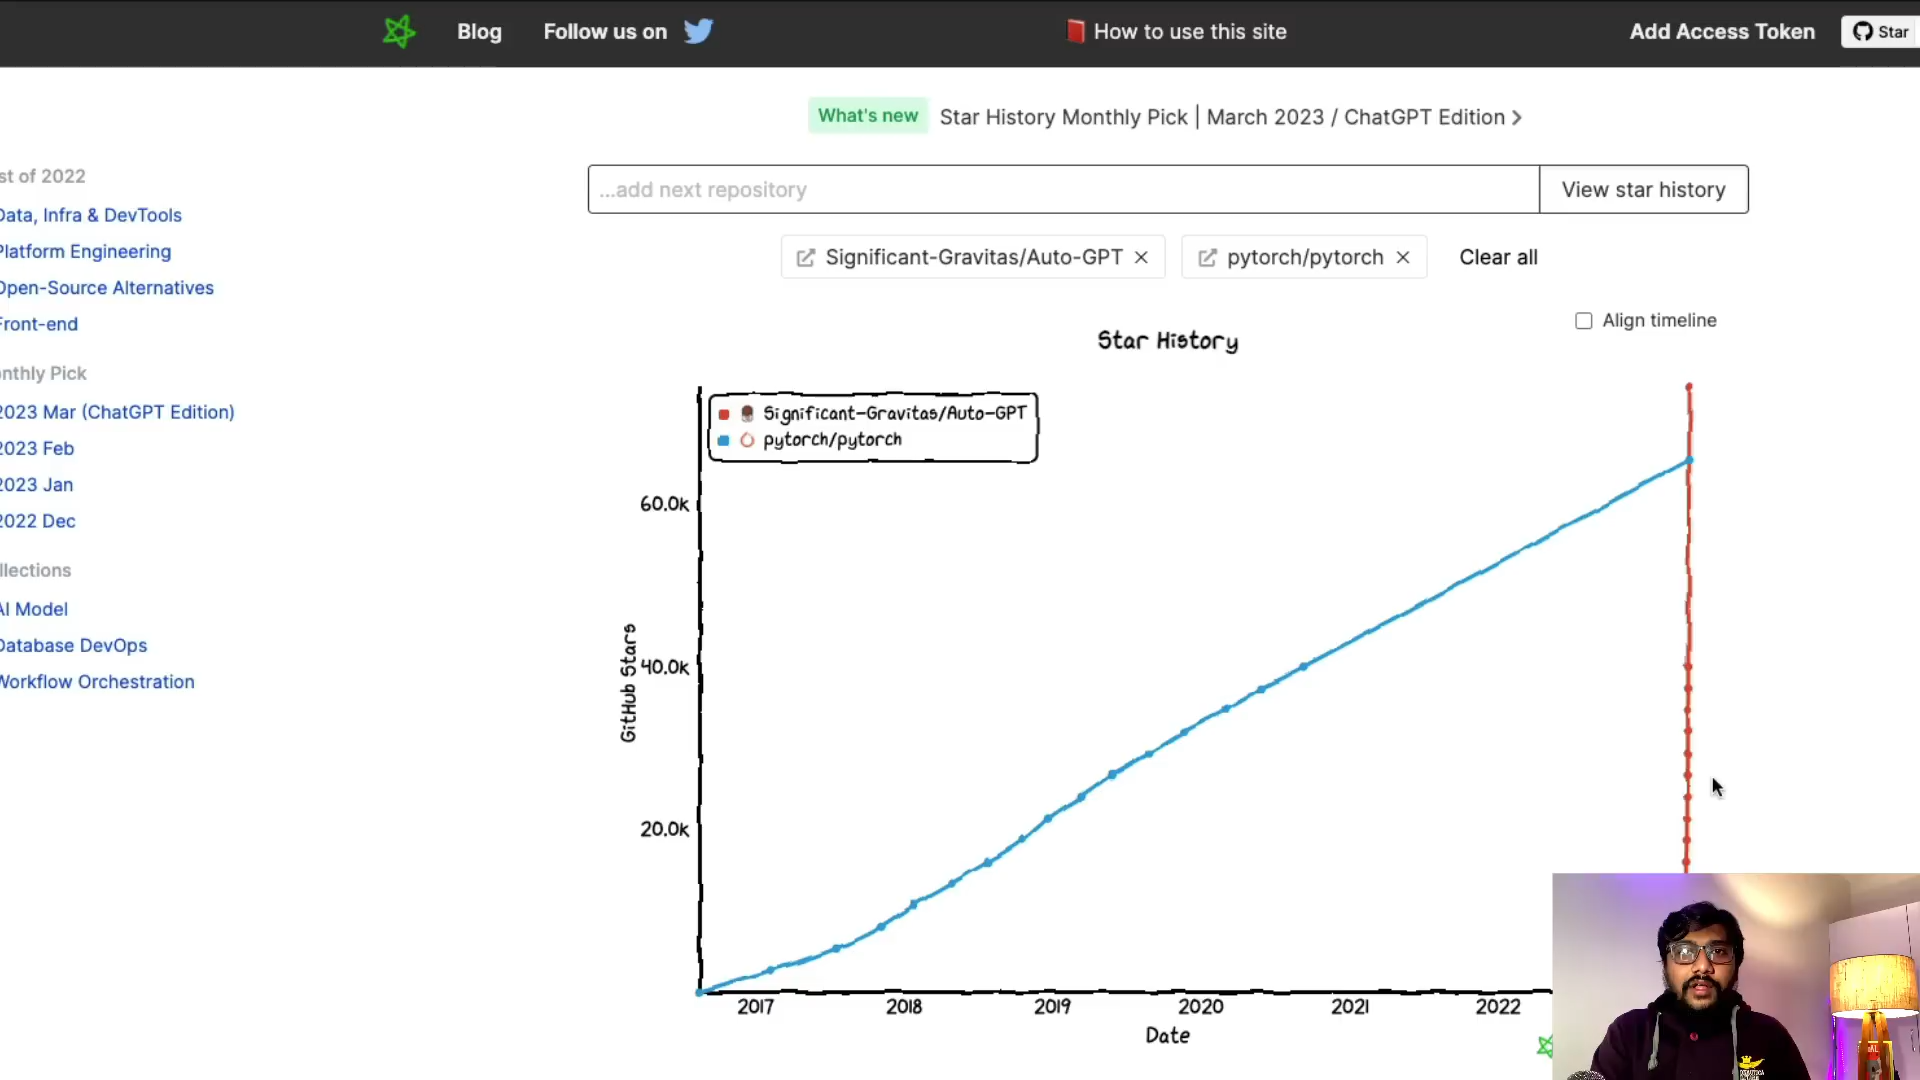 Blog
Follow us on
How to use this site
Add Access Token
Star
What's new
Star History Monthly Pick | March 2023 / ChatGPT Edition
st of 2022
Data, Infra & DevTools
Platform Engineering
Open-Source Alternatives
Front-end
nthly Pick
2023 Mar (ChatGPT Edition)
2023 Feb
2023 Jan
2022 Dec
llections
AI Model
Database DevOps
Workflow Orchestration
...add next repository
View star history
Significant-Gravitas/Auto-GPT
pytorch/pytorch
Clear all
Align timeline
Star History
Significant-Gravitas/Auto-GPT
pytorch/pytorch
GitHub Stars
60.0k
40.0k
20.0k
2017
2018
2019
2020
2021
2022
Date